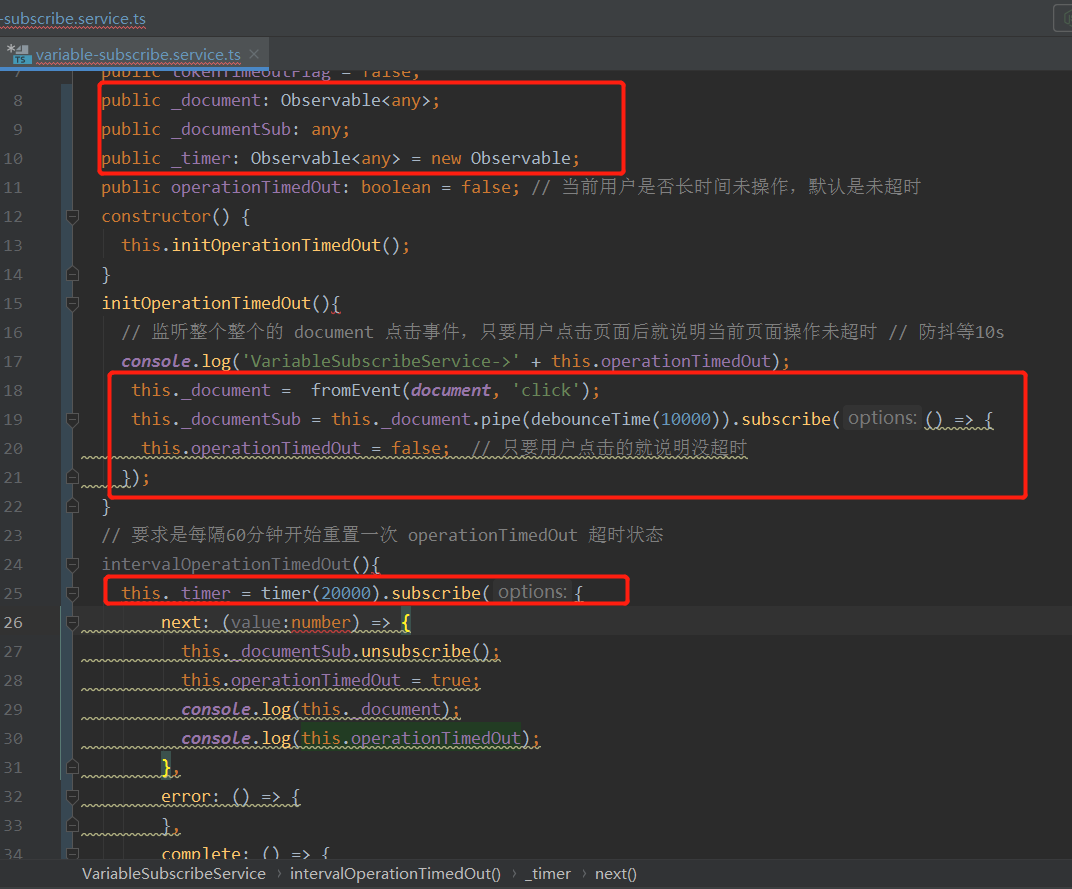 -subscribe.service.ts
variable-subscribe.service.ts
7 public tokenTimeoutFlag = false;
8 public _document: Observable<any>;
9 public _documentSub: any;
10 public _timer: Observable<any> = new Observable;
11 public operationTimedOut: boolean = false; // 当前用户是否长时间未操作，默认是未超时
12 constructor() {
13 this.initOperationTimedOut();
14 }
15 initOperationTimedOut(){
16 // 监听整个整个的 document 点击事件，只要用户点击页面后就说明当前页面操作未超时 // 防抖等10s
17 console.log('VariableSubscribeService->' + this.operationTimedOut);
18 this._document = fromEvent(document, 'click');
19 this._documentSub = this._document.pipe(debounceTime(10000)).subscribe( options: () => {
20 this.operationTimedOut = false; // 只要用户点击的就说明没超时
21 });
22 }
23 // 要求是每隔60分钟开始重置一次 operationTimedOut 超时状态
24 intervalOperationTimedOut(){
25 this._timer = timer(20000).subscribe( options: {
26 next: (value:number) => {
27 this._documentSub.unsubscribe();
28 this.operationTimedOut = true;
29 console.log(this._document);
30 console.log(this.operationTimedOut);
31 },
32 error: () => {
33 },
34 complete: () => {
VariableSubscribeService › intervalOperationTimedOut() › _timer › next()